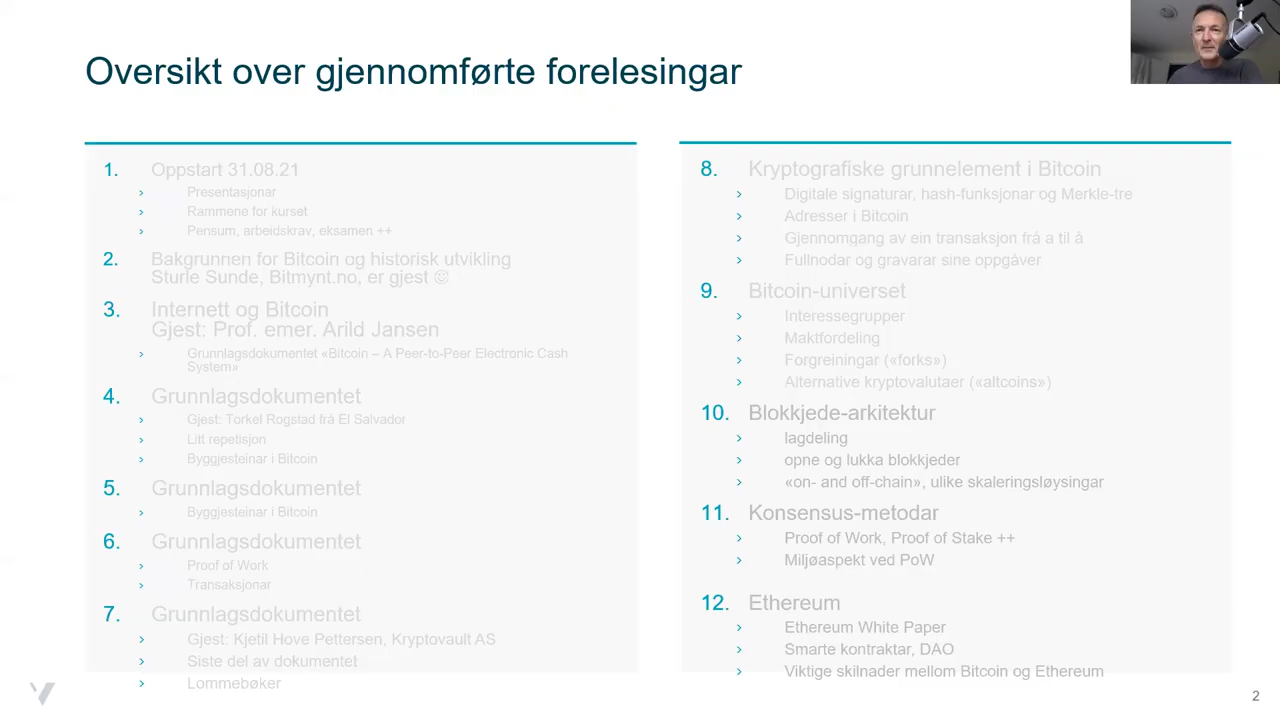 Oversikt over gjennomførte forelesingar
1. Oppstart 31.08.21
› Presentasjonar
› Rammene for kurset
› Pensum, arbeidskrav, eksamen ++
2. Bakgrunnen for Bitcoin og historisk utvikling
Sturle Sunde, Bitmynt.no, er gjest ☺
3. Internett og Bitcoin
Gjest: Prof. emer. Arild Jansen
› Grunnlagsdokumentet «Bitcoin – A Peer-to-Peer Electronic Cash
System»
4. Grunnlagsdokumentet
› Gjest: Torkel Rogstad frå El Salvador
› Litt repetisjon
› Byggjesteinar i Bitcoin
5. Grunnlagsdokumentet
› Byggjesteinar i Bitcoin
6. Grunnlagsdokumentet
› Proof of Work
› Transaksjonar
7. Grunnlagsdokumentet
› Gjest: Kjetil Hove Pettersen, Kryptovault AS
› Siste del av dokumentet
› Lommebøker
8. Kryptografiske grunnelement i Bitcoin
› Digitale signaturar, hash-funksjonar og Merkle-tre
› Adresser i Bitcoin
› Gjennomgang av ein transaksjon frå a til å
› Fullnodar og gravarar sine oppgåver
9. Bitcoin-universet
› Interessegrupper
› Maktfordeling
› Forgreiningar («forks»)
› Alternative kryptovalutaer («altcoins»)
10. Blokkjede-arkitektur
› lagdeling
› opne og lukka blokkjeder
› «on- and off-chain», ulike skaleringsløysingar
11. Konsensus-metodar
› Proof of Work, Proof of Stake ++
› Miljøaspekt ved PoW
12. Ethereum
› Ethereum White Paper
› Smarte kontraktar, DAO
› Viktige skilnader mellom Bitcoin og Ethereum
2